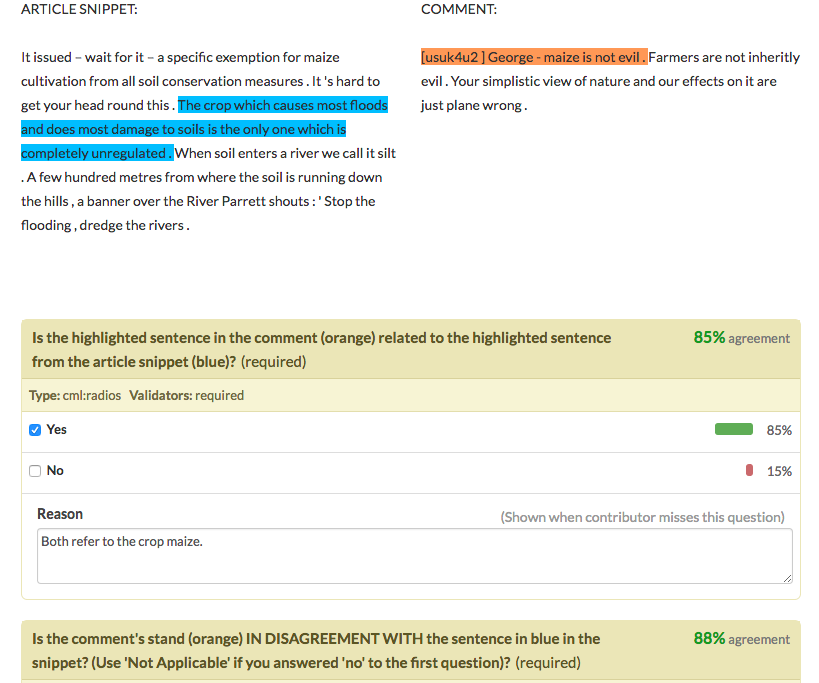 ARTICLE SNIPPET:
It issued – wait for it – a specific exemption for maize
cultivation from all soil conservation measures . It 's hard to
get your head round this . The crop which causes most floods
and does most damage to soils is the only one which is
completely unregulated . When soil enters a river we call it silt
. A few hundred metres from where the soil is running down
the hills , a banner over the River Parrett shouts : ' Stop the
flooding , dredge the rivers .
COMMENT:
[usuk4u2 ] George - maize is not evil . Farmers are not inheritly
evil . Your simplistic view of nature and our effects on it are
just plane wrong .
Is the highlighted sentence in the comment (orange) related to the highlighted sentence
from the article snippet (blue)? (required)
85% agreement
Type: cml:radios Validators: required
Yes 85%
No 15%
Reason
(Shown when contributor misses this question)
Both refer to the crop maize.
Is the comment's stand (orange) IN DISAGREEMENT WITH the sentence in blue in the
snippet? (Use 'Not Applicable' if you answered 'no' to the first question)? (required)
88% agreement